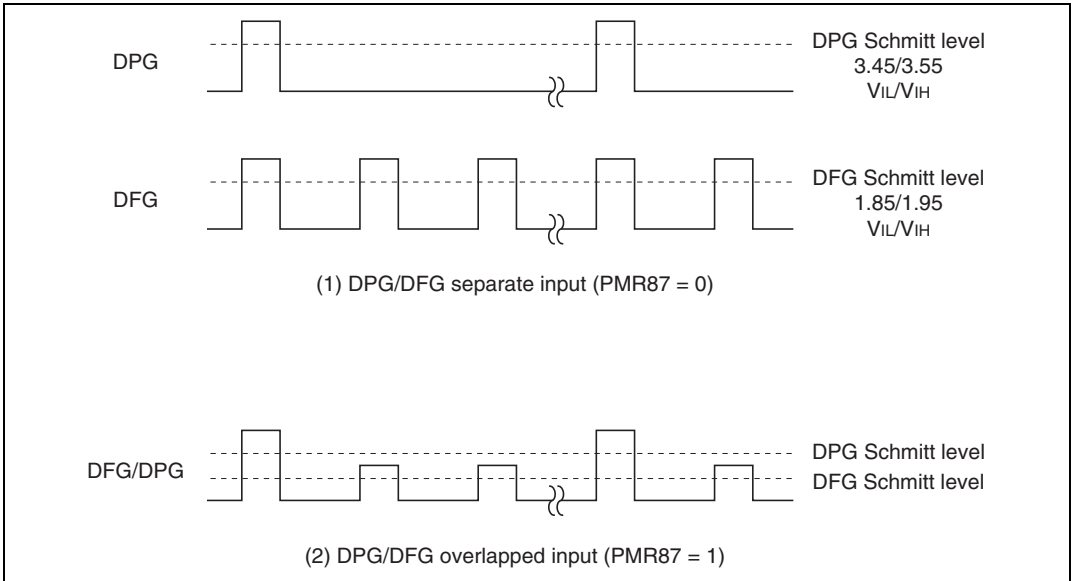 DPG
DPG Schmitt level
3.45/3.55
VIL/VIH
DFG
DFG Schmitt level
1.85/1.95
VIL/VIH
(1) DPG/DFG separate input (PMR87 = 0)
DFG/DPG
DPG Schmitt level
DFG Schmitt level
(2) DPG/DFG overlapped input (PMR87 = 1)